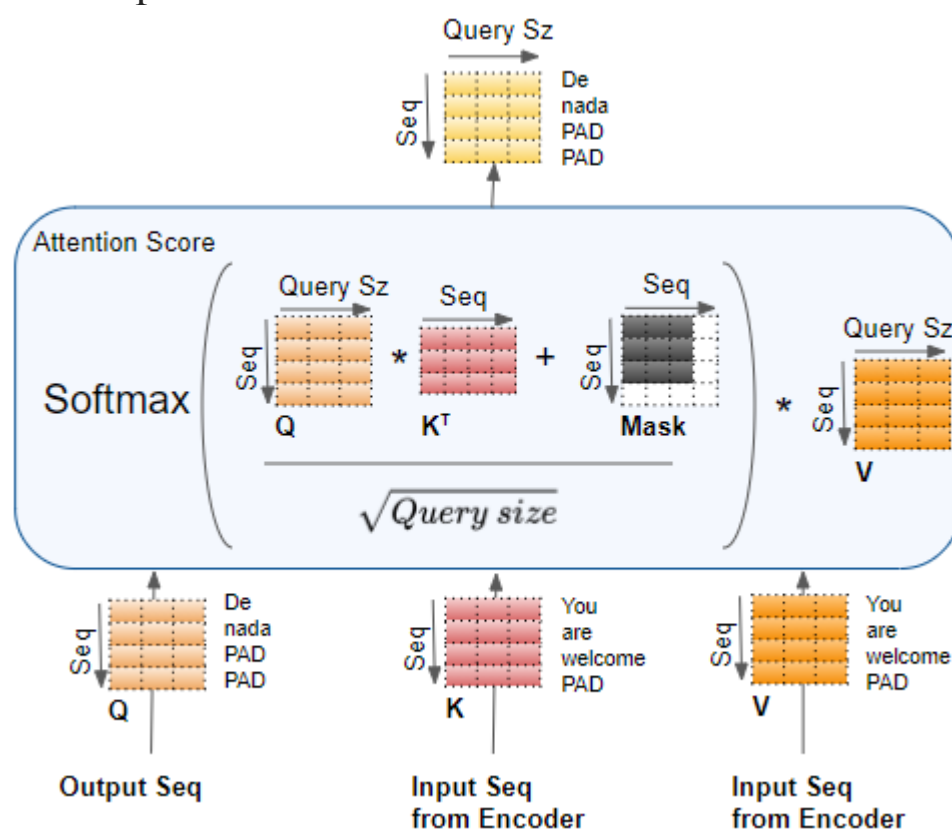 Query Sz
Seq
De
nada
PAD
PAD
Attention Score
Softmax
Query Sz
Seq
Q
*
Seq
Kᵀ
+
Seq
Seq
Mask
√Query size
*
Query Sz
Seq
V
Seq
Q
De
nada
PAD
PAD
Output Seq
Seq
K
You
are
welcome
PAD
Input Seq
from Encoder
Seq
V
You
are
welcome
PAD
Input Seq
from Encoder